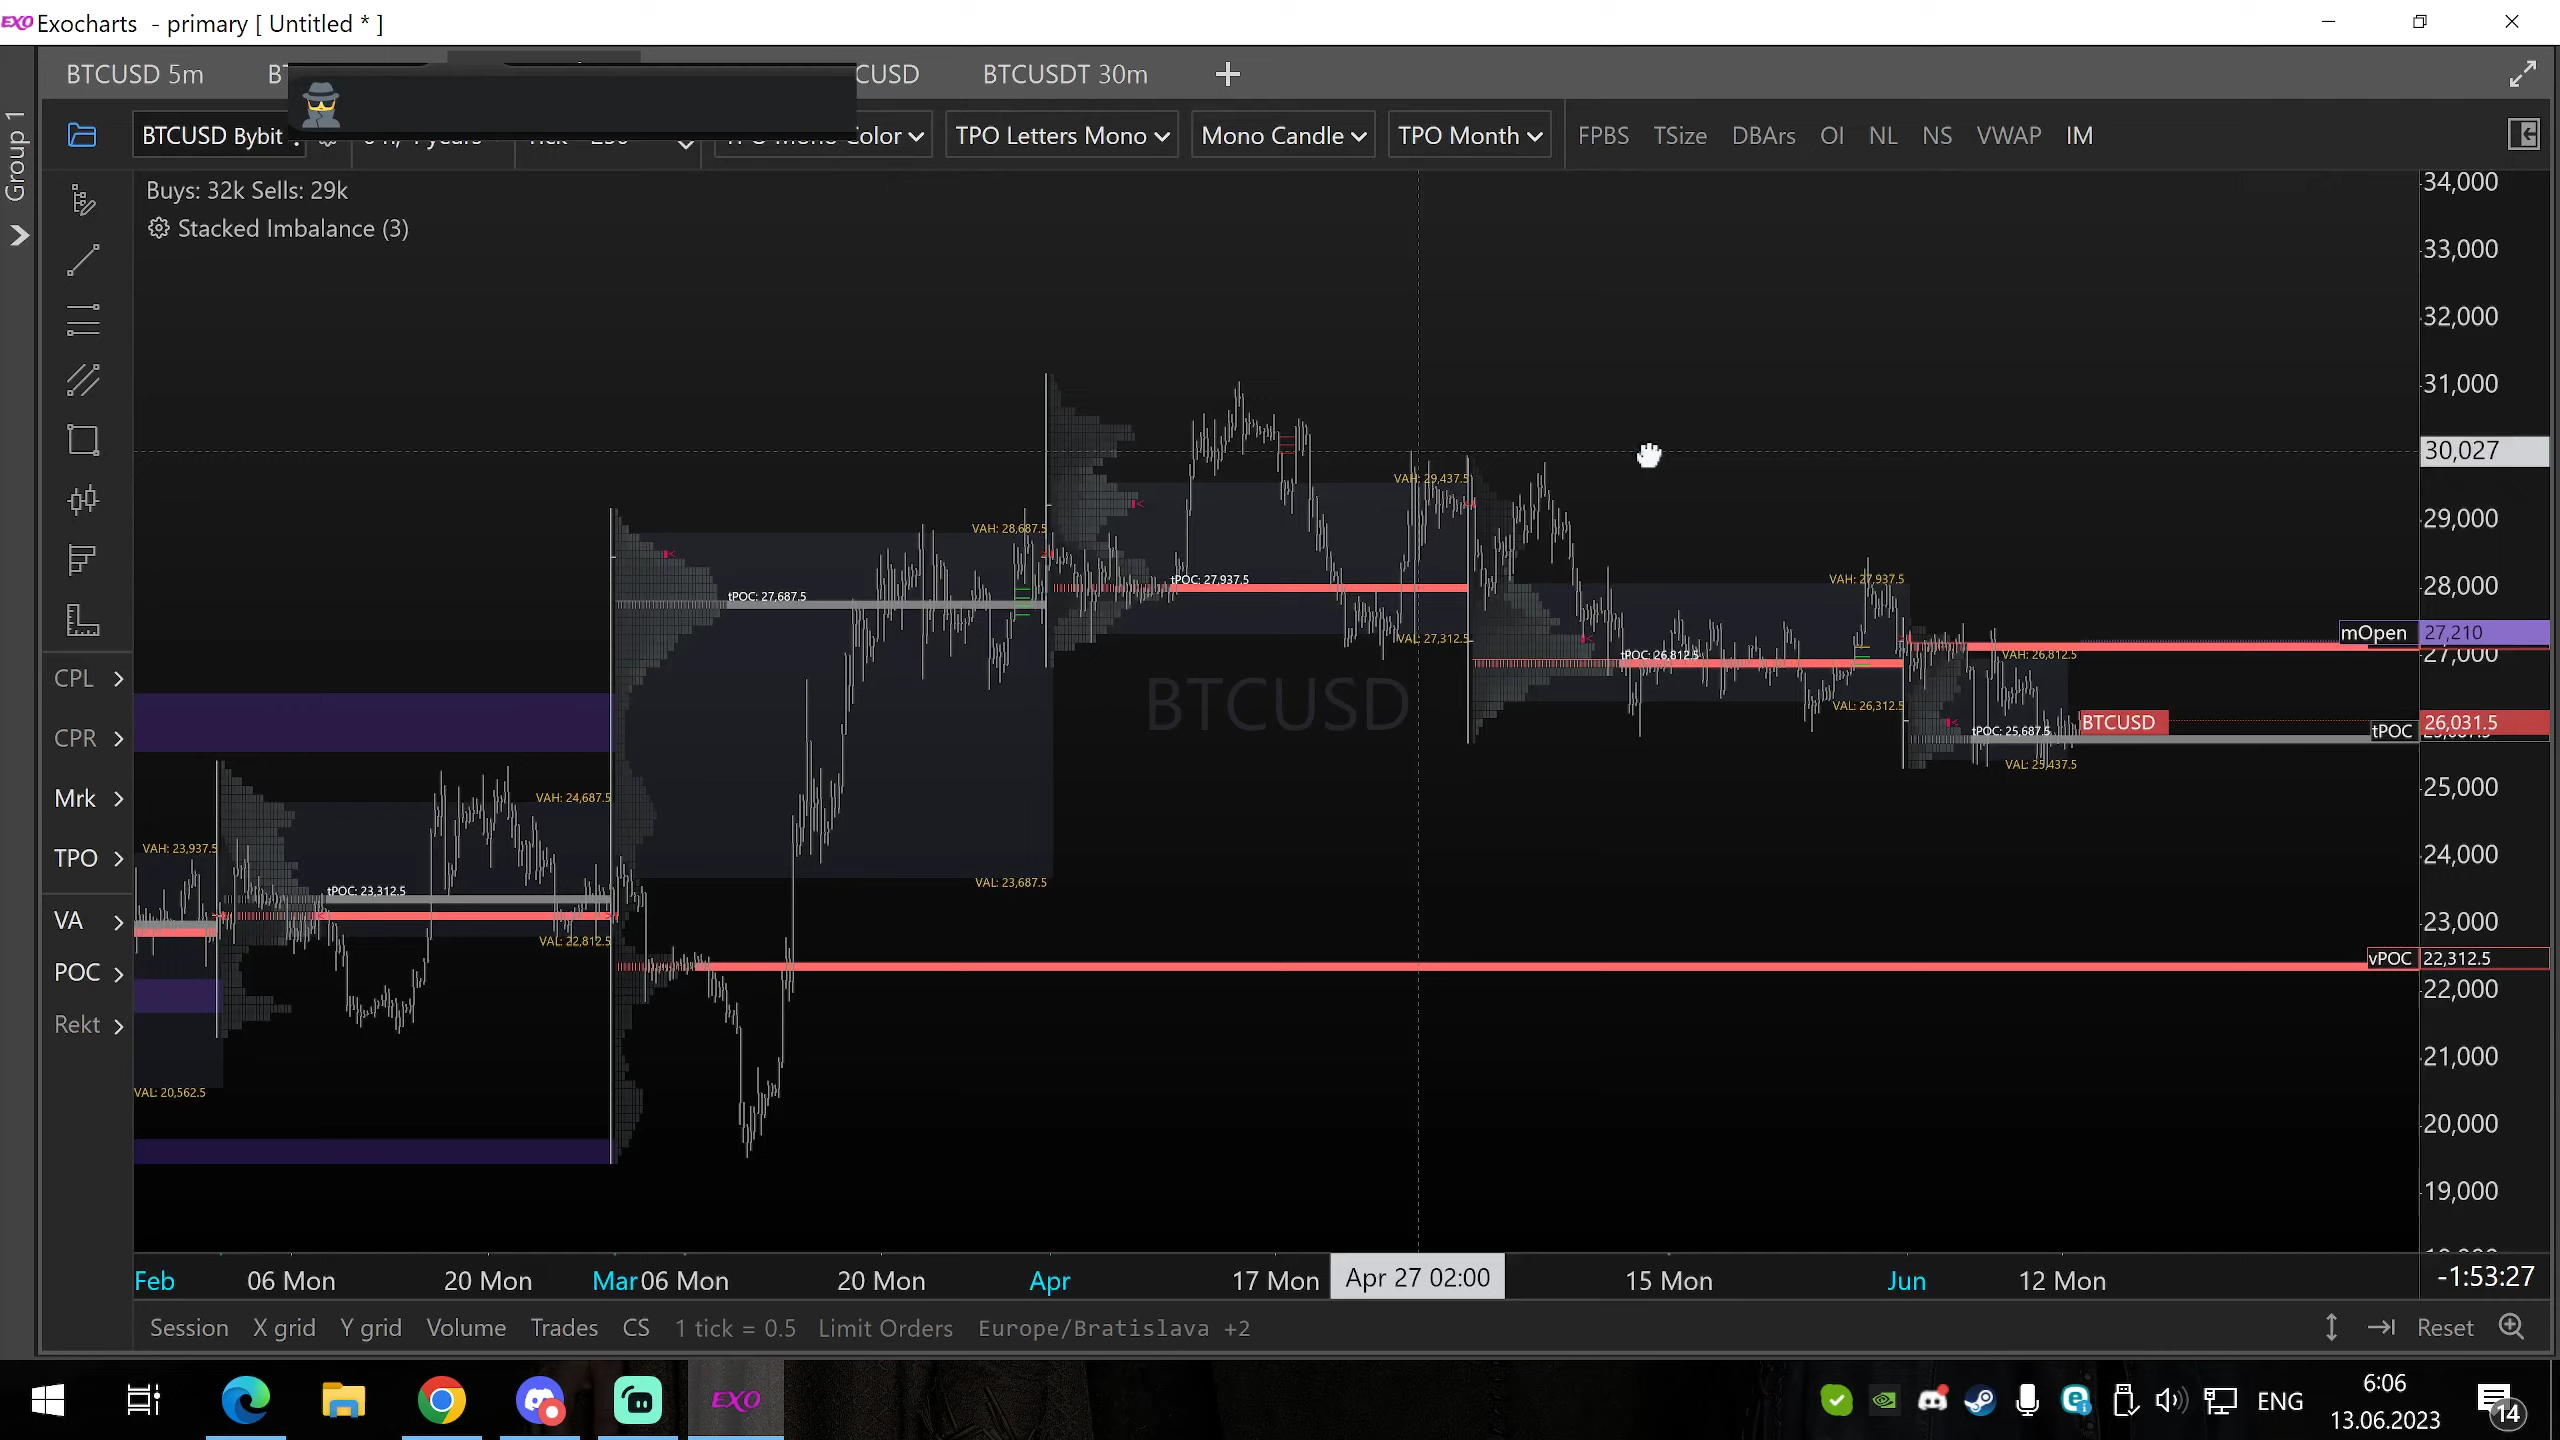 EXO Exocharts - primary [ Untitled * ]
BTCUSD 5m
CUSD
BTCUSDT 30m
Group 1
BTCUSD Bybit
Color
TPO Letters Mono
Mono Candle
TPO Month
FPBS TSize DBArs OI NL NS VWAP IM
Buys: 32k Sells: 29k
Stacked Imbalance (3)
34,000
33,000
32,000
31,000
30,027
29,000
28,000
mOpen 27,210
27,000
BTCUSD 26,031.5
tPOC
25,000
24,000
23,000
vPOC 22,312.5
22,000
21,000
20,000
19,000
VAH: 29,437.5
VAH: 28,687.5
tPOC: 27,937.5
VAH: 27,937.5
tPOC: 27,687.5
VAL: 27,312.5
tPOC: 26,812.5
VAH: 26,812.5
VAL: 26,312.5
BTCUSD
tPOC: 25,687.5
VAL: 25,437.5
VAH: 24,687.5
VAH: 23,937.5
VAL: 23,687.5
tPOC: 23,312.5
VAL: 22,812.5
VAL: 20,562.5
CPL
CPR
Mrk
TPO
VA
POC
Rekt
Feb 06 Mon 20 Mon Mar 06 Mon 20 Mon Apr 17 Mon Apr 27 02:00 15 Mon Jun 12 Mon -1:53:27
Session X grid Y grid Volume Trades CS 1 tick = 0.5 Limit Orders Europe/Bratislava +2 Reset
EXO
ENG
6:06
13.06.2023
14